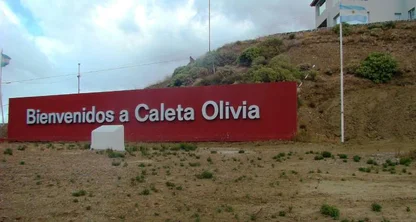 Bienvenidos a Caleta Olivia